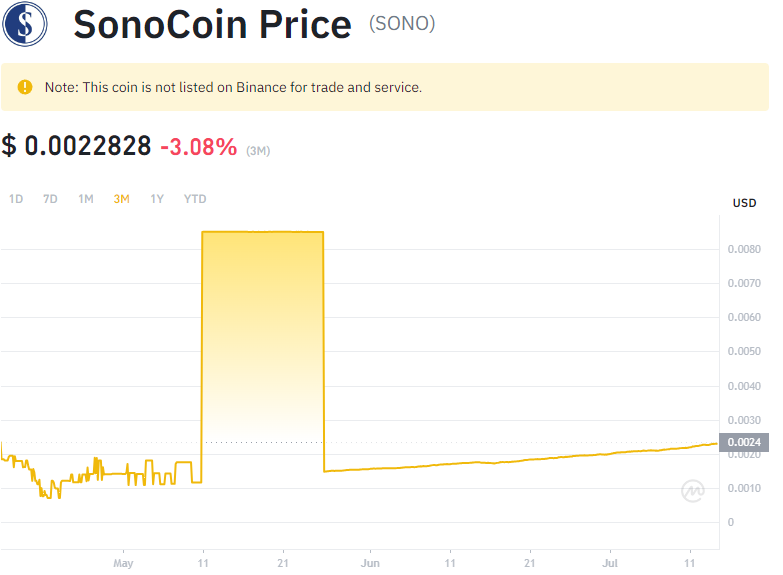 SonoCoin Price (SONO)
Note: This coin is not listed on Binance for trade and service.
$ 0.0022828 -3.08% (3M)
1D 7D 1M 3M 1Y YTD
USD
0.0080
0.0070
0.0060
0.0050
0.0040
0.0030
0.0024
0.0020
0.0010
0
May 11 21 Jun 11 21 Jul 11